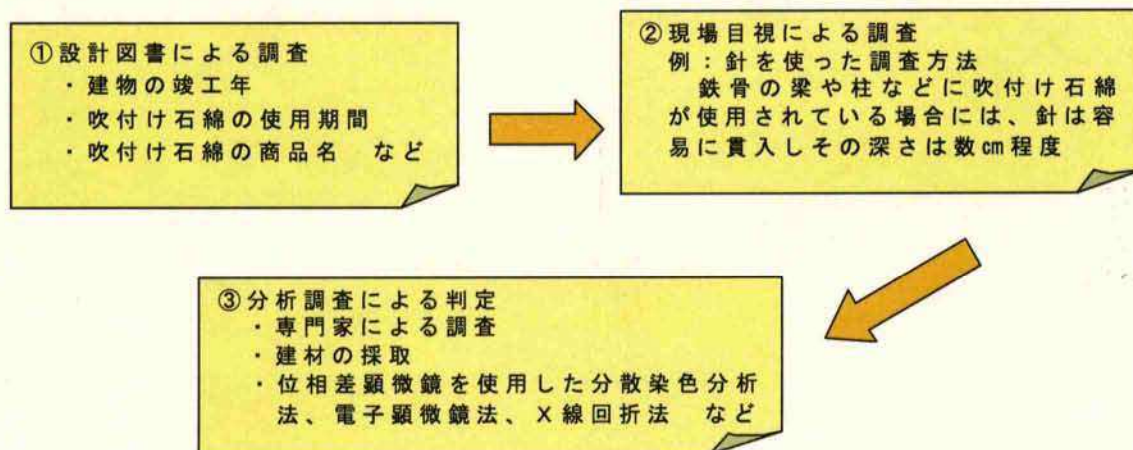 ①設計図書による調査
・建物の竣工年
・吹付け石綿の使用期間
・吹付け石綿の商品名　など
②現場目視による調査
例：針を使った調査方法
鉄骨の梁や柱などに吹付け石綿
が使用されている場合には、針は容
易に貫入しその深さは数㎝程度
③分析調査による判定
・専門家による調査
・建材の採取
・位相差顕微鏡を使用した分散染色分析
法、電子顕微鏡法、X線回折法　など